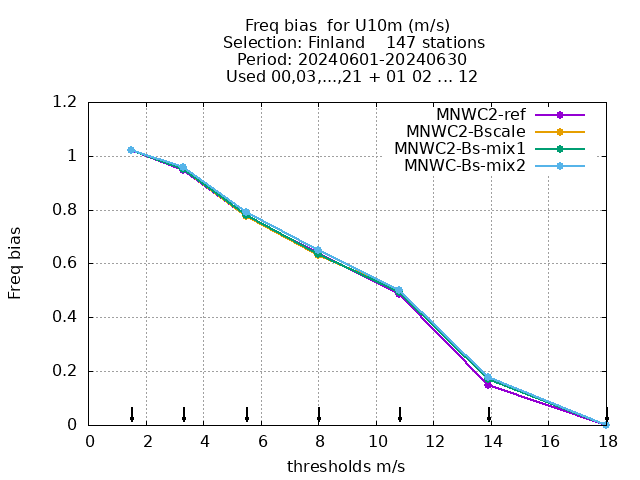 Freq bias  for U10m (m/s)
Selection: Finland    147 stations
Period: 20240601-20240630
Used 00,03,...,21 + 01 02 ... 12
MNWC2-ref
MNWC2-Bscale
MNWC2-Bs-mix1
MNWC-Bs-mix2
Freq bias
1.2
1
0.8
0.6
0.4
0.2
0
0 2 4 6 8 10 12 14 16 18
thresholds m/s